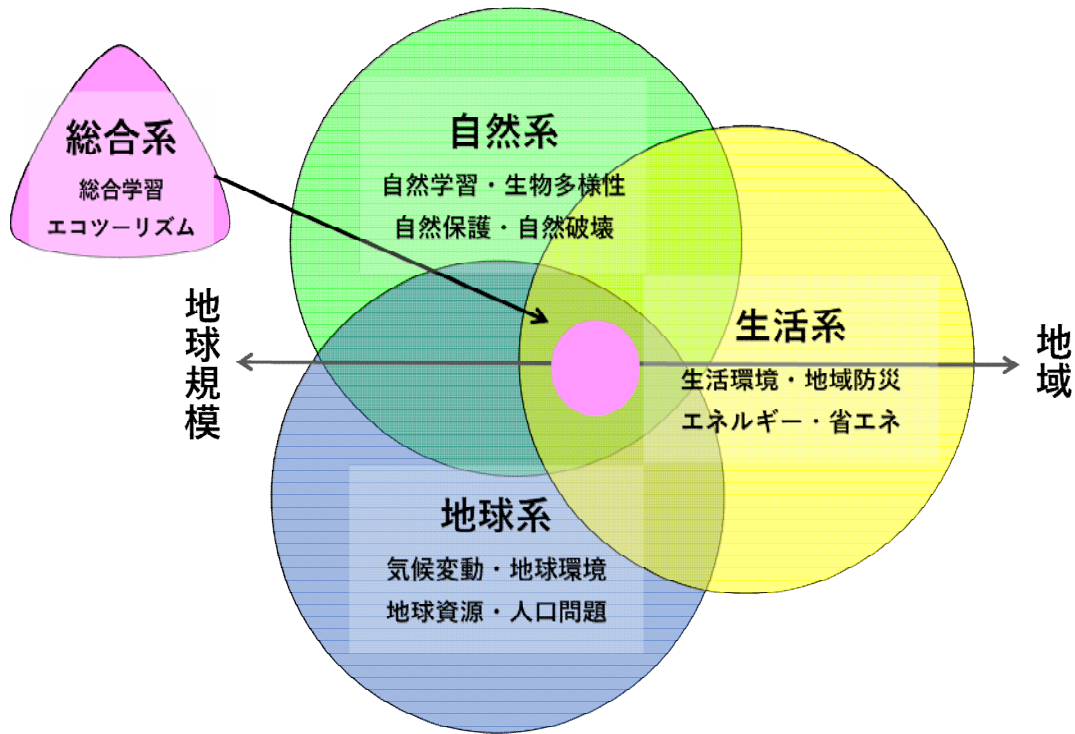 総合系
総合学習
エコツーリズム
自然系
自然学習・生物多様性
自然保護・自然破壊
地球規模
生活系
生活環境・地域防災
エネルギー・省エネ
地域
地球系
気候変動・地球環境
地球資源・人口問題